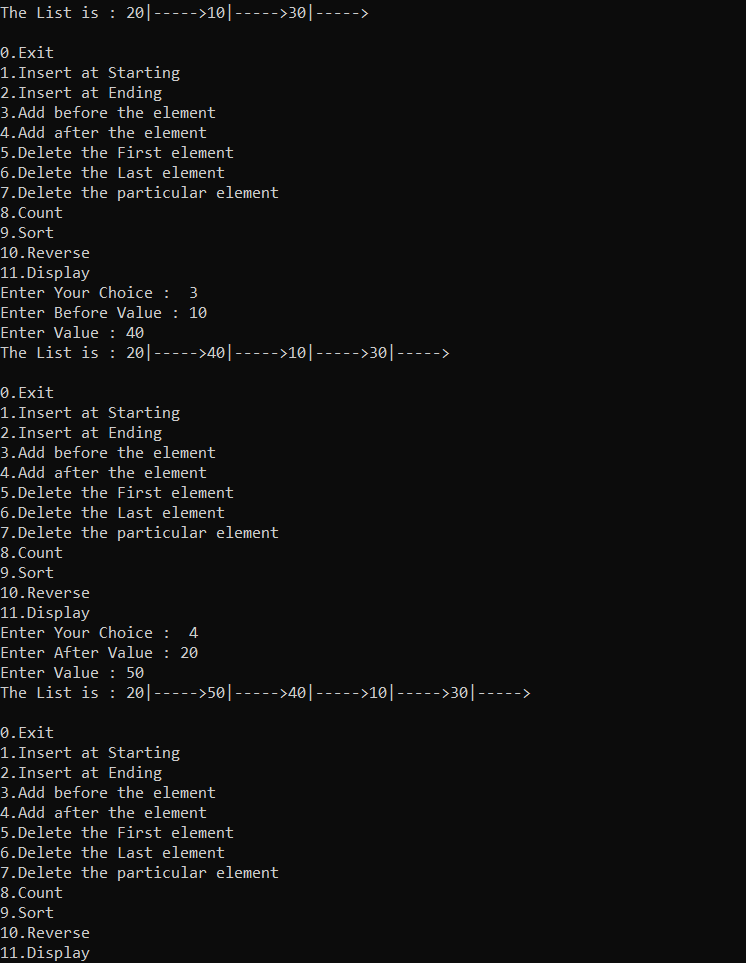 The List is : 20|----->10|----->30|----->
0.Exit
1.Insert at Starting
2.Insert at Ending
3.Add before the element
4.Add after the element
5.Delete the First element
6.Delete the Last element
7.Delete the particular element
8.Count
9.Sort
10.Reverse
11.Display
Enter Your Choice :  3
Enter Before Value : 10
Enter Value : 40
The List is : 20|----->40|----->10|----->30|----->
0.Exit
1.Insert at Starting
2.Insert at Ending
3.Add before the element
4.Add after the element
5.Delete the First element
6.Delete the Last element
7.Delete the particular element
8.Count
9.Sort
10.Reverse
11.Display
Enter Your Choice :  4
Enter After Value : 20
Enter Value : 50
The List is : 20|----->50|----->40|----->10|----->30|----->
0.Exit
1.Insert at Starting
2.Insert at Ending
3.Add before the element
4.Add after the element
5.Delete the First element
6.Delete the Last element
7.Delete the particular element
8.Count
9.Sort
10.Reverse
11.Display